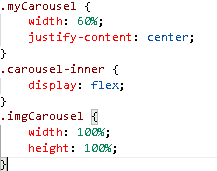 .myCarousel {
    width: 60%;
    justify-content: center;
}
.carousel-inner {
    display: flex;
}
.imgCarousel {
    width: 100%;
    height: 100%;
}